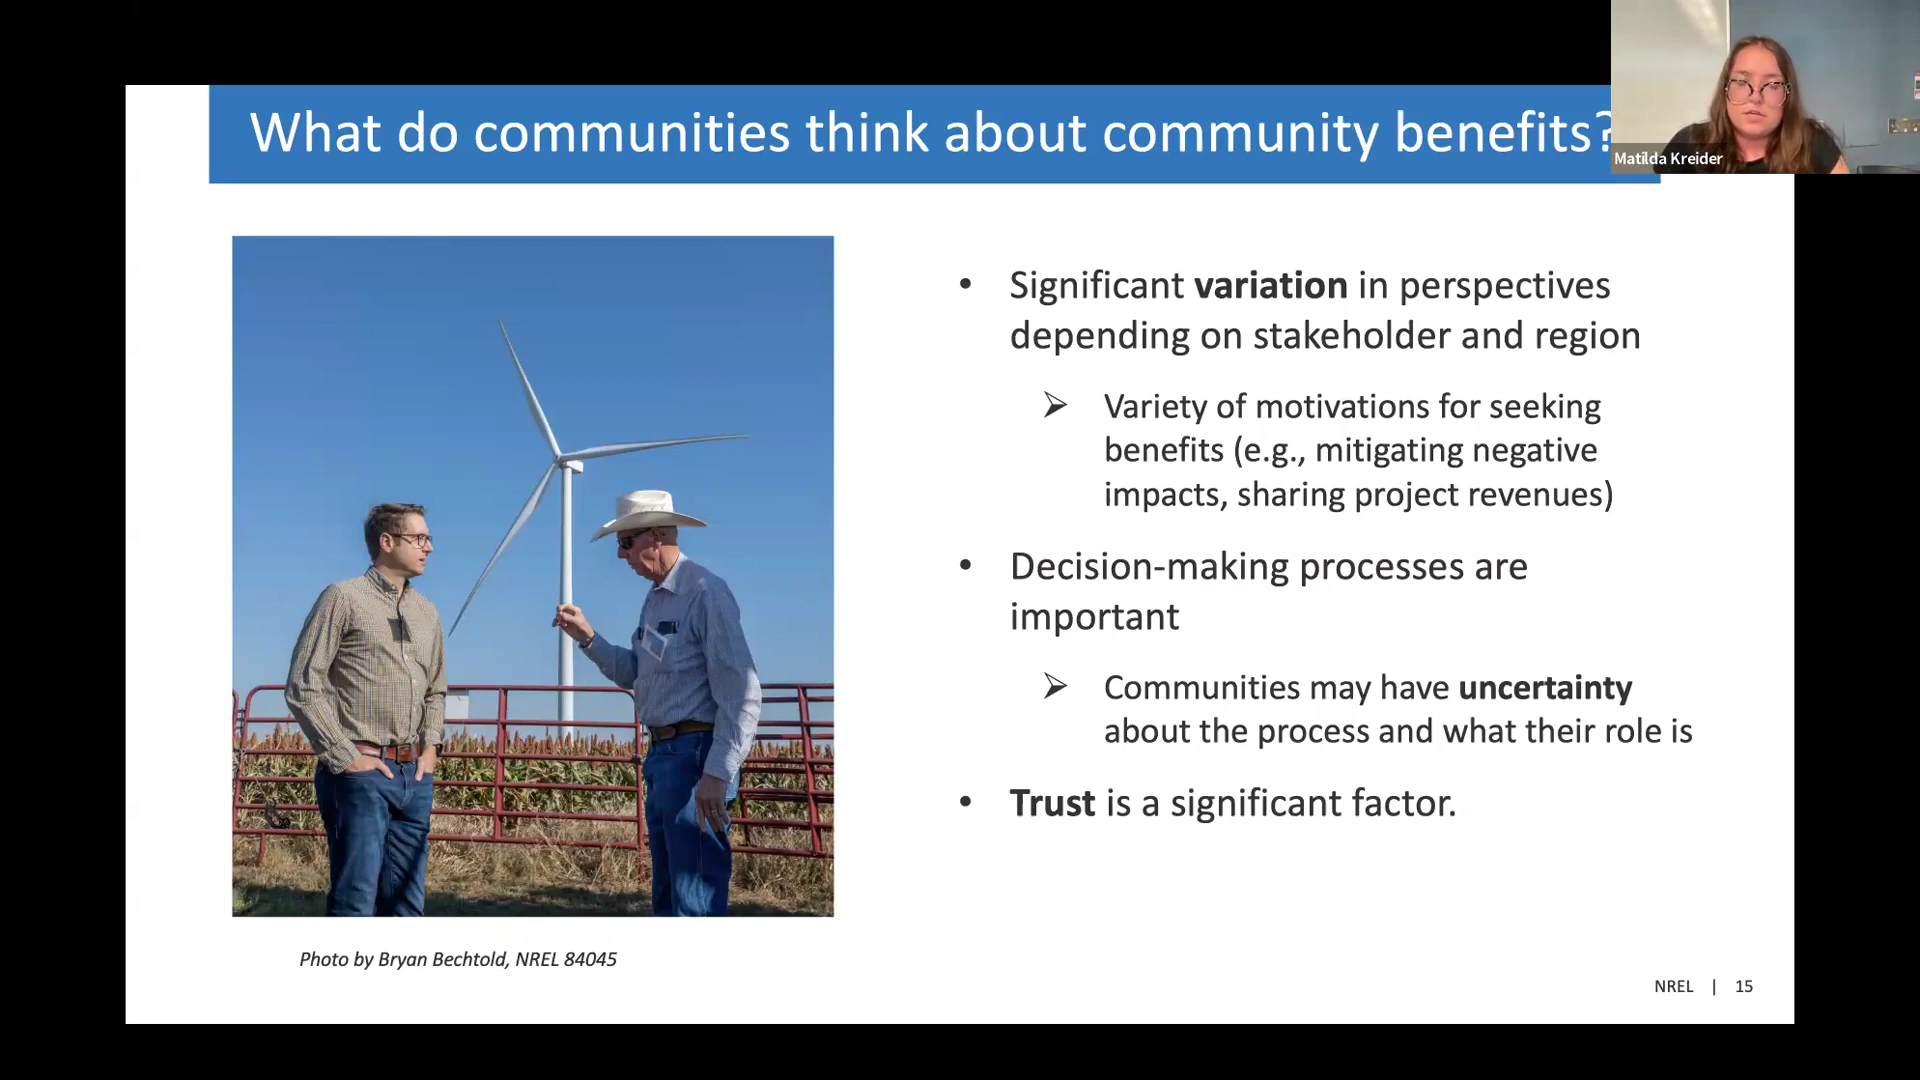 What do communities think about community benefits?
Matilda Kreider
• Significant variation in perspectives
depending on stakeholder and region
➢ Variety of motivations for seeking
benefits (e.g., mitigating negative
impacts, sharing project revenues)
• Decision-making processes are
important
➢ Communities may have uncertainty
about the process and what their role is
• Trust is a significant factor.
Photo by Bryan Bechtold, NREL 84045
NREL | 15